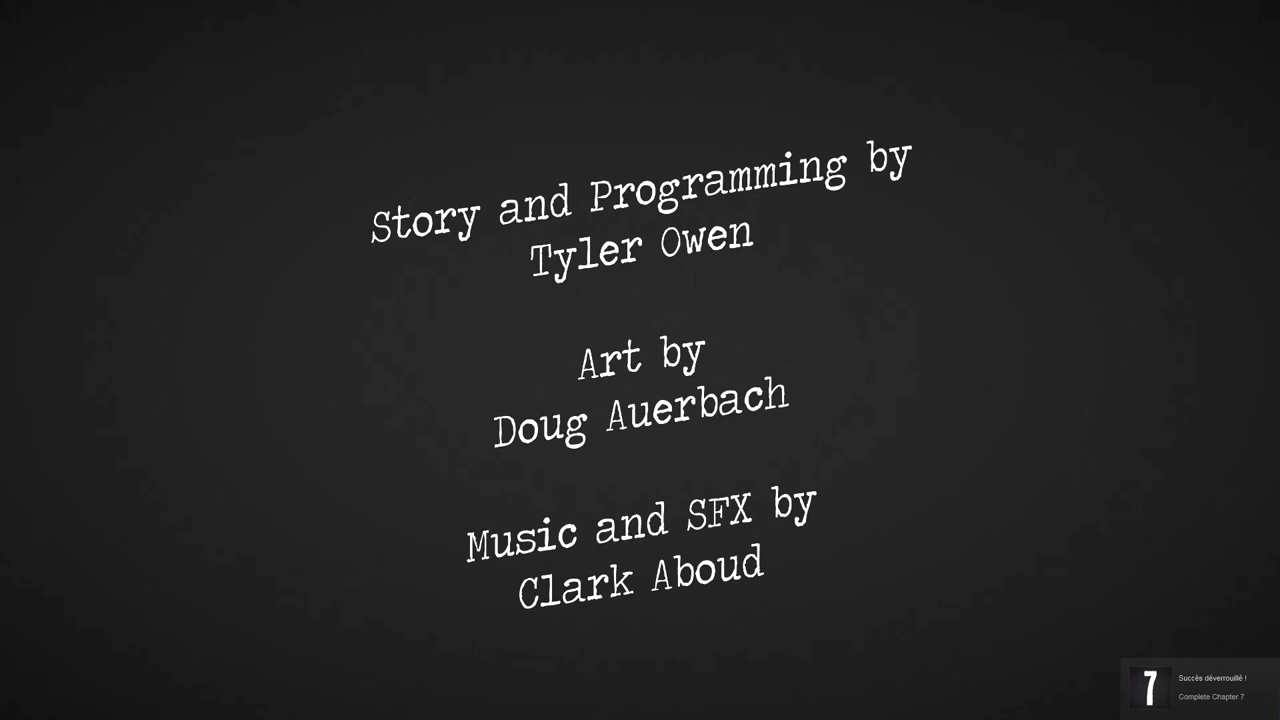 Story and Programming by
Tyler Owen
Art by
Doug Auerbach
Music and SFX by
Clark Aboud
7
Succès déverrouillé !
Complete Chapter 7